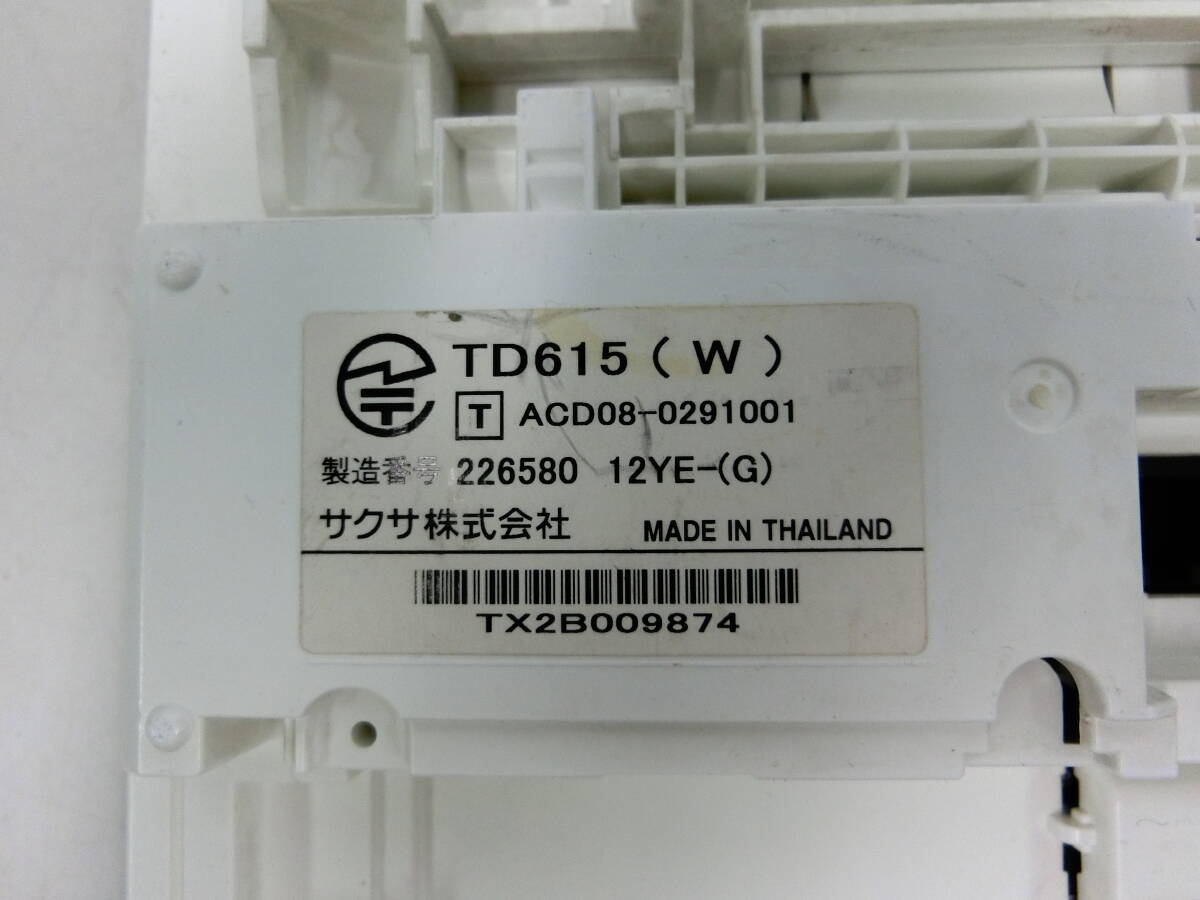 TD615 ( W )
T ACD08-0291001
製造番号 226580 12YE-(G)
サクサ株式会社 MADE IN THAILAND
TX2B009874